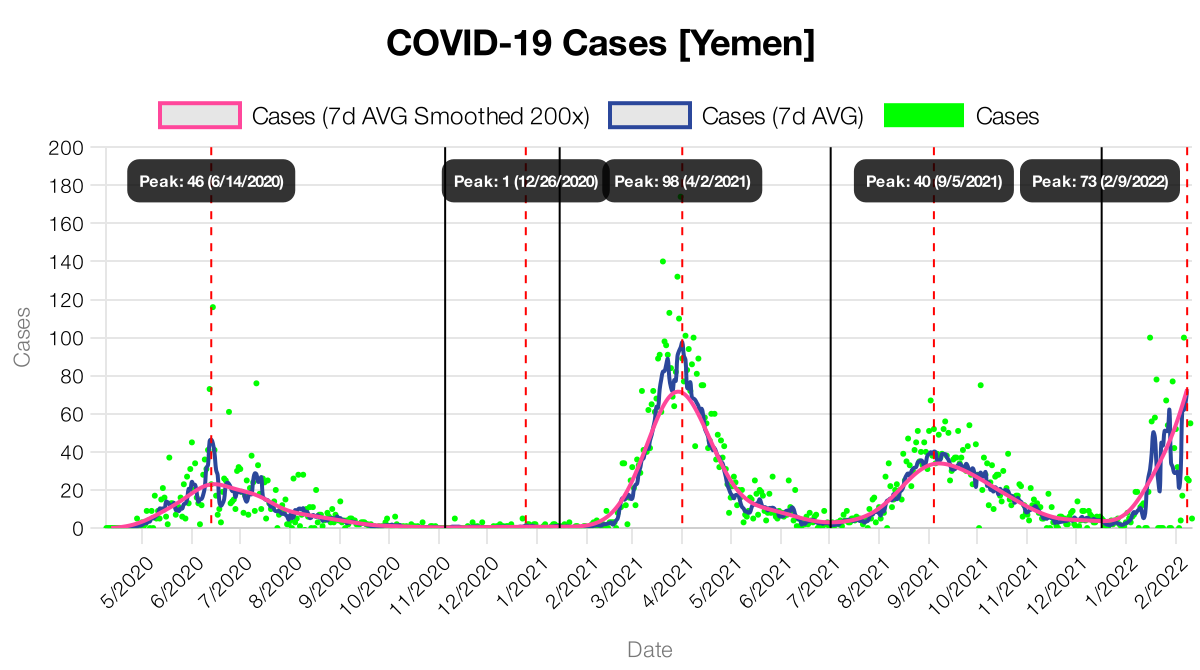 COVID-19 Cases [Yemen]
Cases (7d AVG Smoothed 200x) Cases (7d AVG) Cases
200
180
160
140
120
100
80
60
40
20
0
Cases
Peak: 46 (6/14/2020) Peak: 1 (12/26/2020) Peak: 98 (4/2/2021) Peak: 40 (9/5/2021) Peak: 73 (2/9/2022)
5/2020 6/2020 7/2020 8/2020 9/2020 10/2020 11/2020 12/2020 1/2021 2/2021 3/2021 4/2021 5/2021 6/2021 7/2021 8/2021 9/2021 10/2021 11/2021 12/2021 1/2022 2/2022
Date